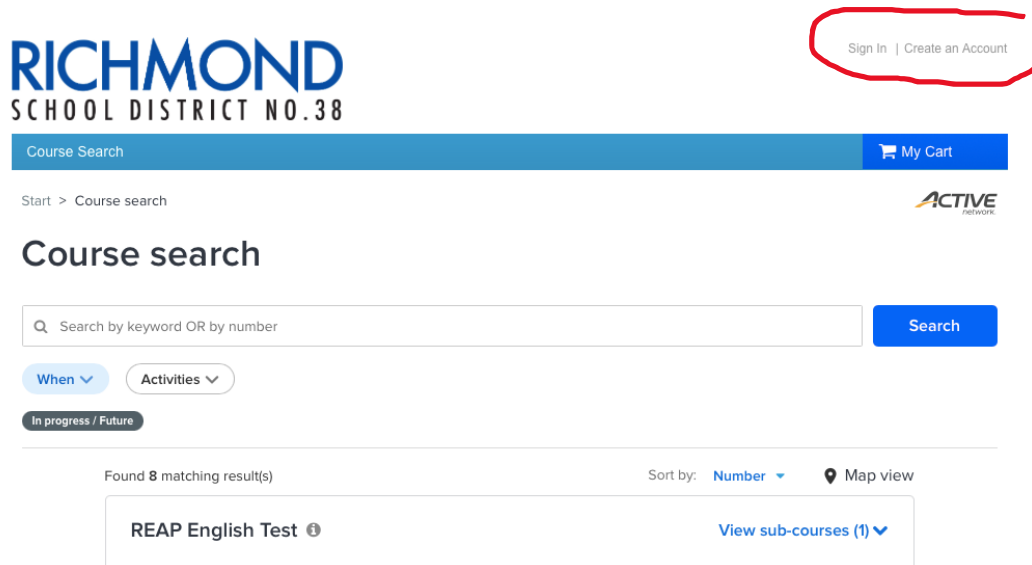 Sign In | Create an Account
RICHMOND
SCHOOL DISTRICT NO.38
Course Search
My Cart
Start > Course search
ACTIVE
network
Course search
Search by keyword OR by number
Search
When
Activities
In progress / Future
Found 8 matching result(s)
Sort by: Number
Map view
REAP English Test
View sub-courses (1)